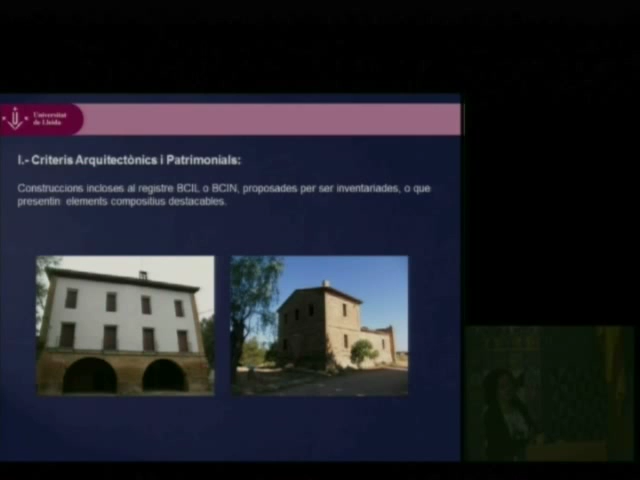 Universitat
de Lleida
I.- Criteris Arquitectònics i Patrimonials:
Construccions incloses al registre BCIL o BCIN, proposades per ser inventariades, o que
presentin elements compositius destacables.